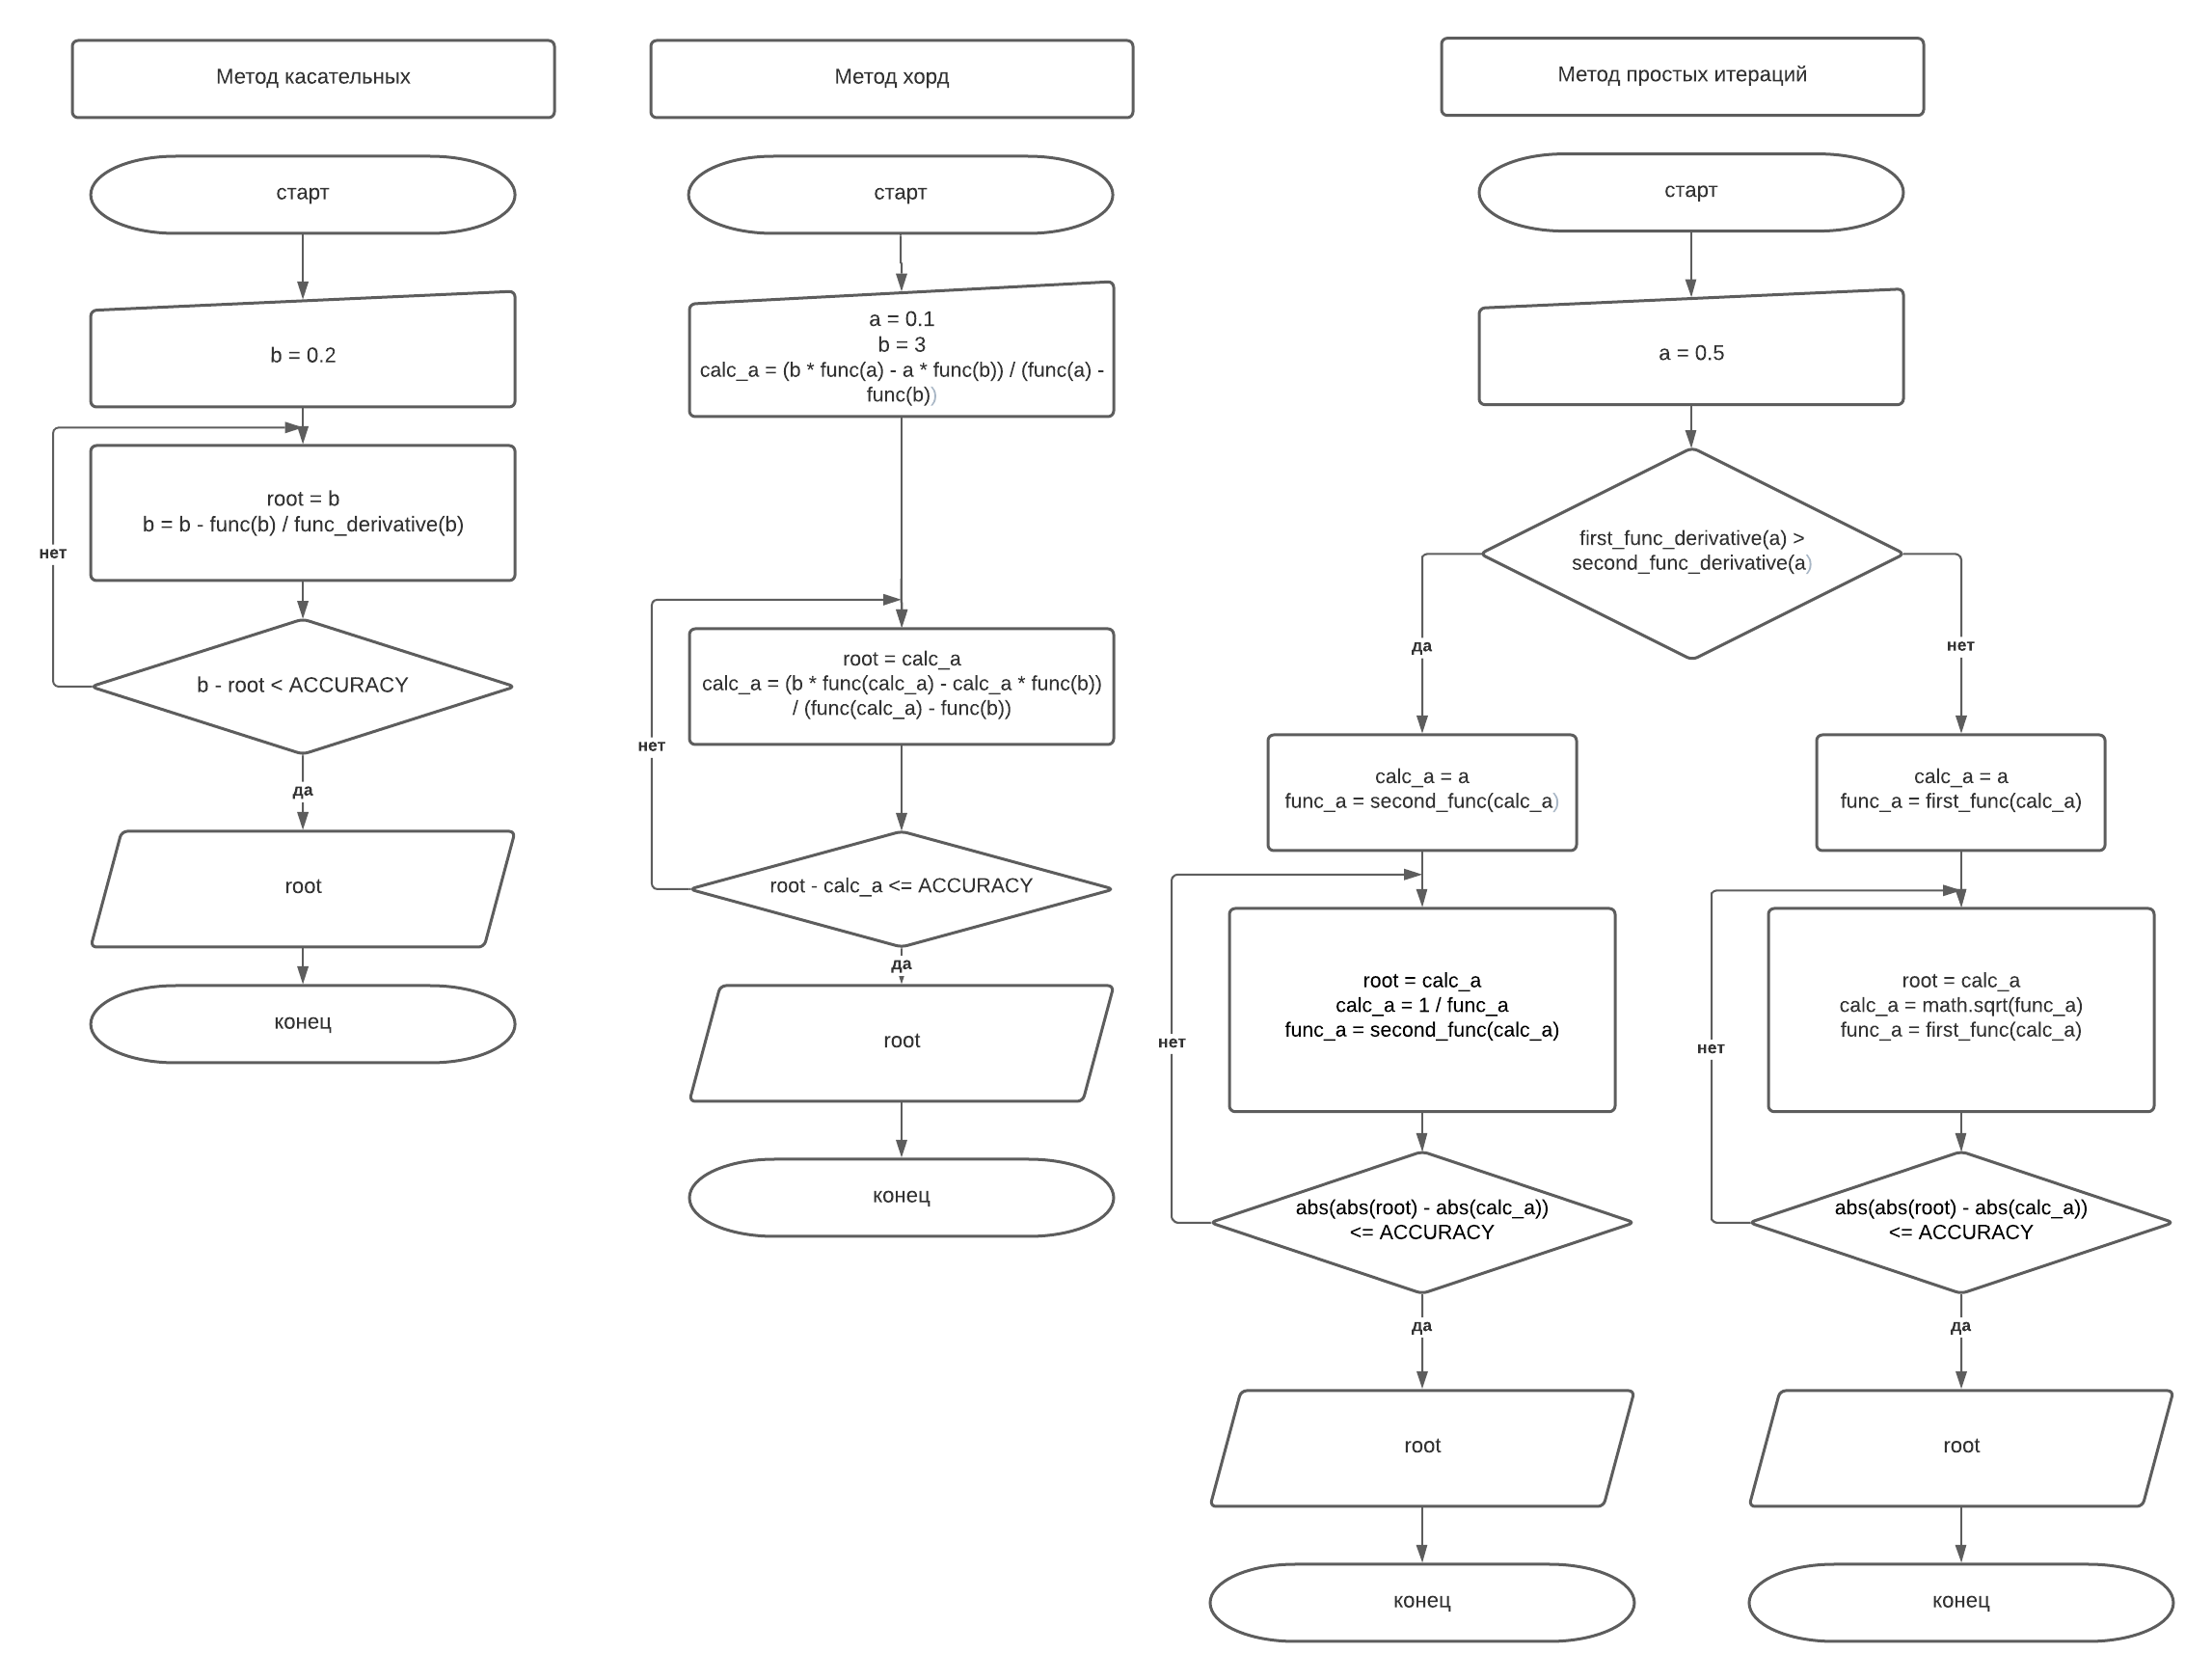 Метод касательных
старт
b = 0.2
root = b
b = b - func(b) / func_derivative(b)
нет
b - root < ACCURACY
да
root
конец
Метод хорд
старт
a = 0.1
b = 3
calc_a = (b * func(a) - a * func(b)) / (func(a) -
func(b))
root = calc_a
calc_a = (b * func(calc_a) - calc_a * func(b))
/ (func(calc_a) - func(b))
нет
root - calc_a <= ACCURACY
да
root
конец
Метод простых итераций
старт
a = 0.5
first_func_derivative(a) >
second_func_derivative(a)
да
calc_a = a
func_a = second_func(calc_a)
root = calc_a
calc_a = 1 / func_a
func_a = second_func(calc_a)
нет
abs(abs(root) - abs(calc_a))
<= ACCURACY
да
root
конец
нет
calc_a = a
func_a = first_func(calc_a)
root = calc_a
calc_a = math.sqrt(func_a)
func_a = first_func(calc_a)
нет
abs(abs(root) - abs(calc_a))
<= ACCURACY
да
root
конец